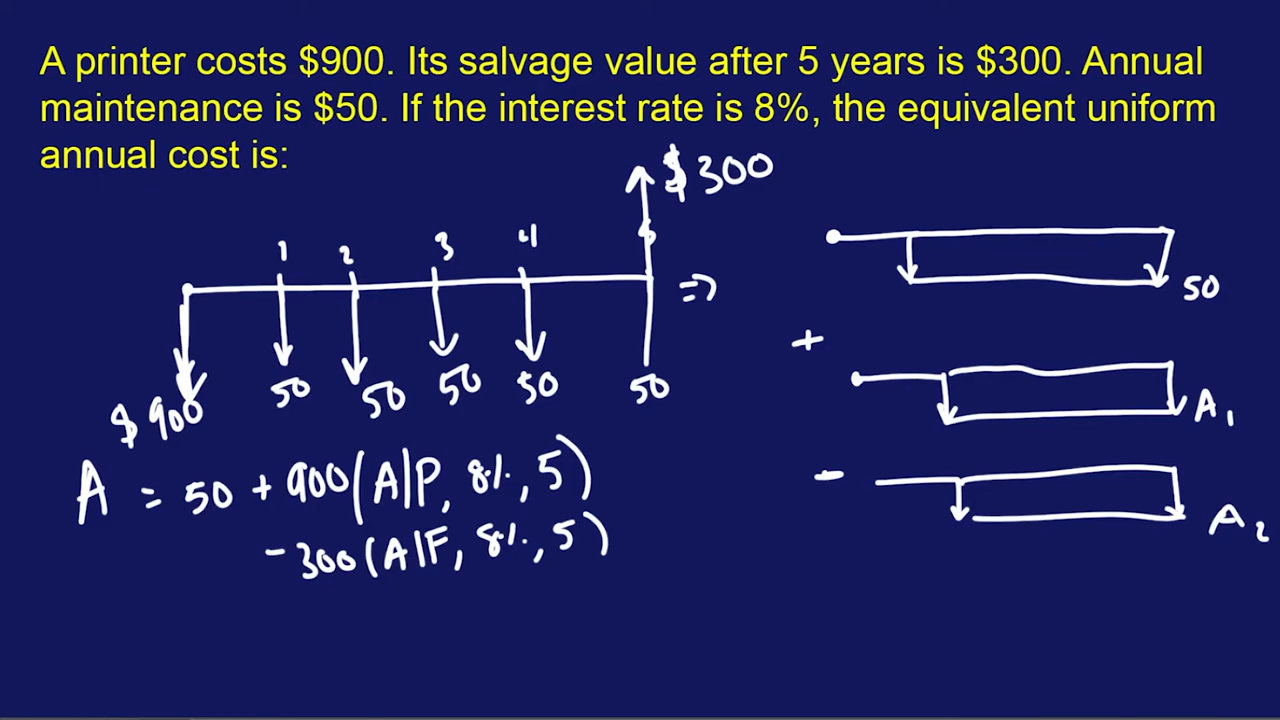 A printer costs $900. Its salvage value after 5 years is $300. Annual
maintenance is $50. If the interest rate is 8%, the equivalent uniform
annual cost is:
$300
1 2 3 4 5
=>
50
$900 50 50 50 50 50
+
A1
A = 50 + 900(A|P, 8%, 5)
-
-300(A|F, 8%, 5)
A2